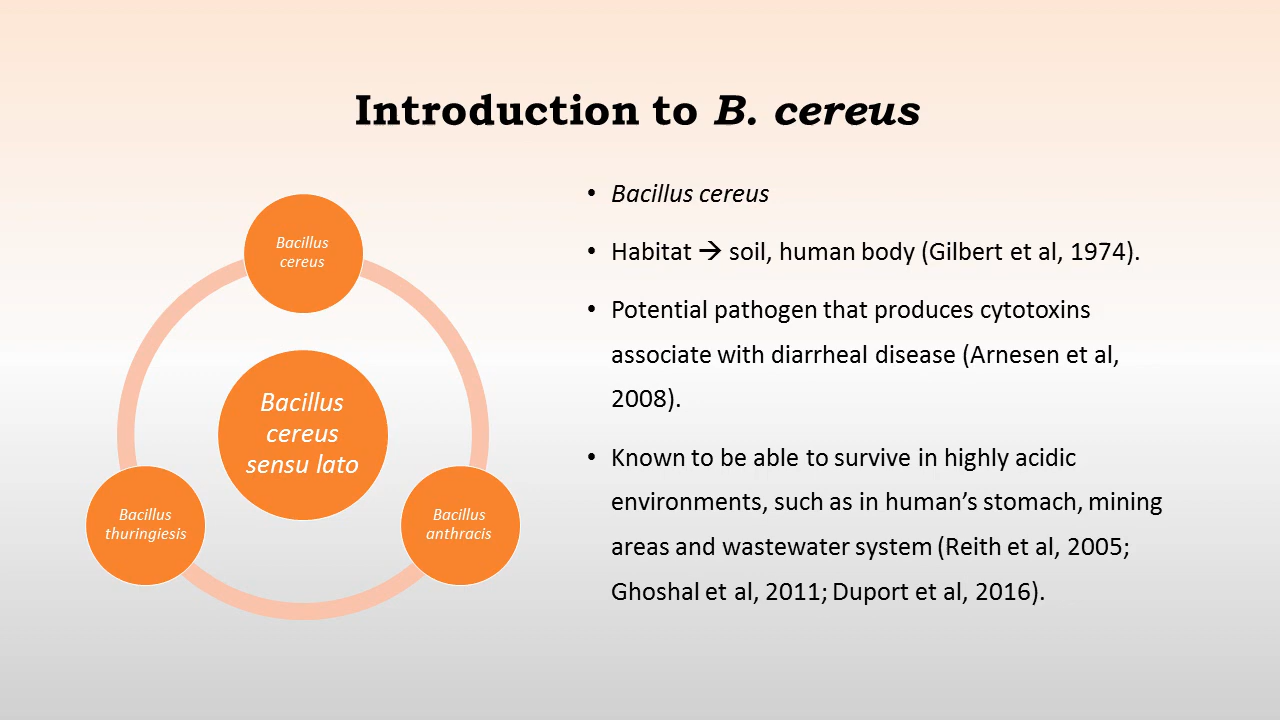 Introduction to B. cereus
Bacillus
cereus
Bacillus
cereus
sensu lato
Bacillus
thuringiesis
Bacillus
anthracis
• Bacillus cereus
• Habitat → soil, human body (Gilbert et al, 1974).
• Potential pathogen that produces cytotoxins
associate with diarrheal disease (Arnesen et al,
2008).
• Known to be able to survive in highly acidic
environments, such as in human’s stomach, mining
areas and wastewater system (Reith et al, 2005;
Ghoshal et al, 2011; Duport et al, 2016).